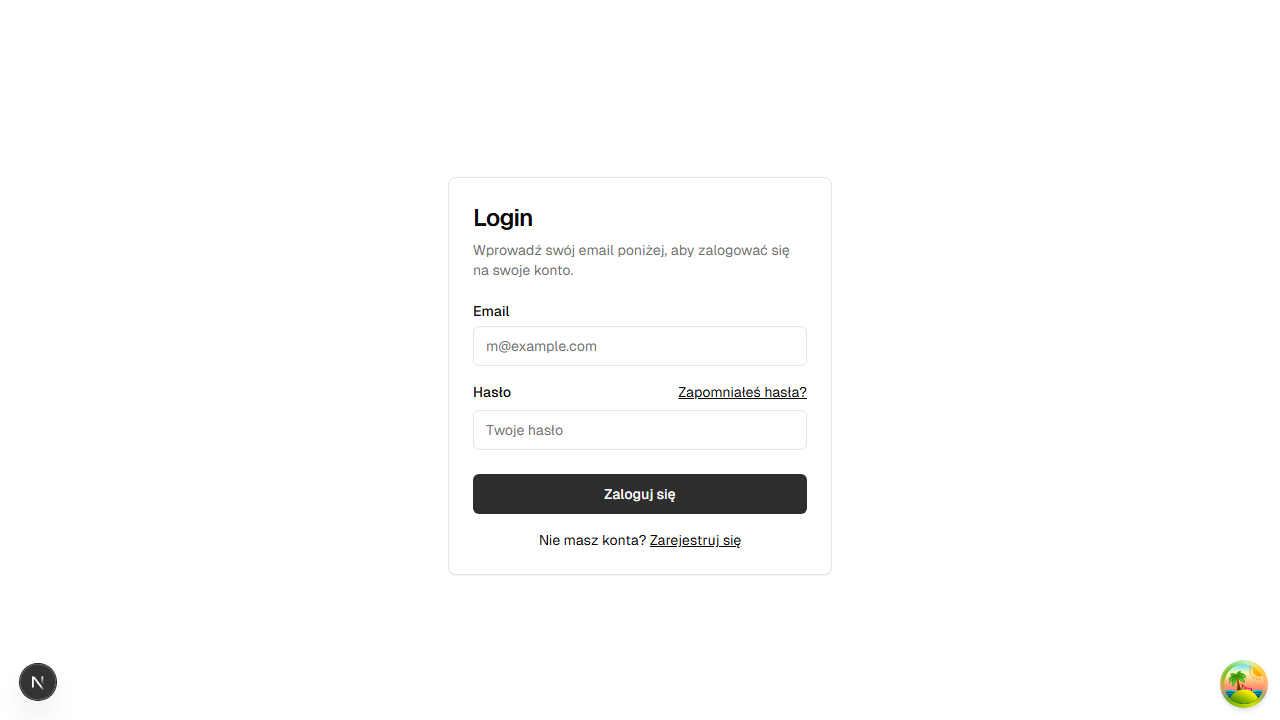 Login
Wprowadź swój email poniżej, aby zalogować się
na swoje konto.
Email
m@example.com
Hasło
Zapomniałeś hasła?
Twoje hasło
Zaloguj się
Nie masz konta? Zarejestruj się
N